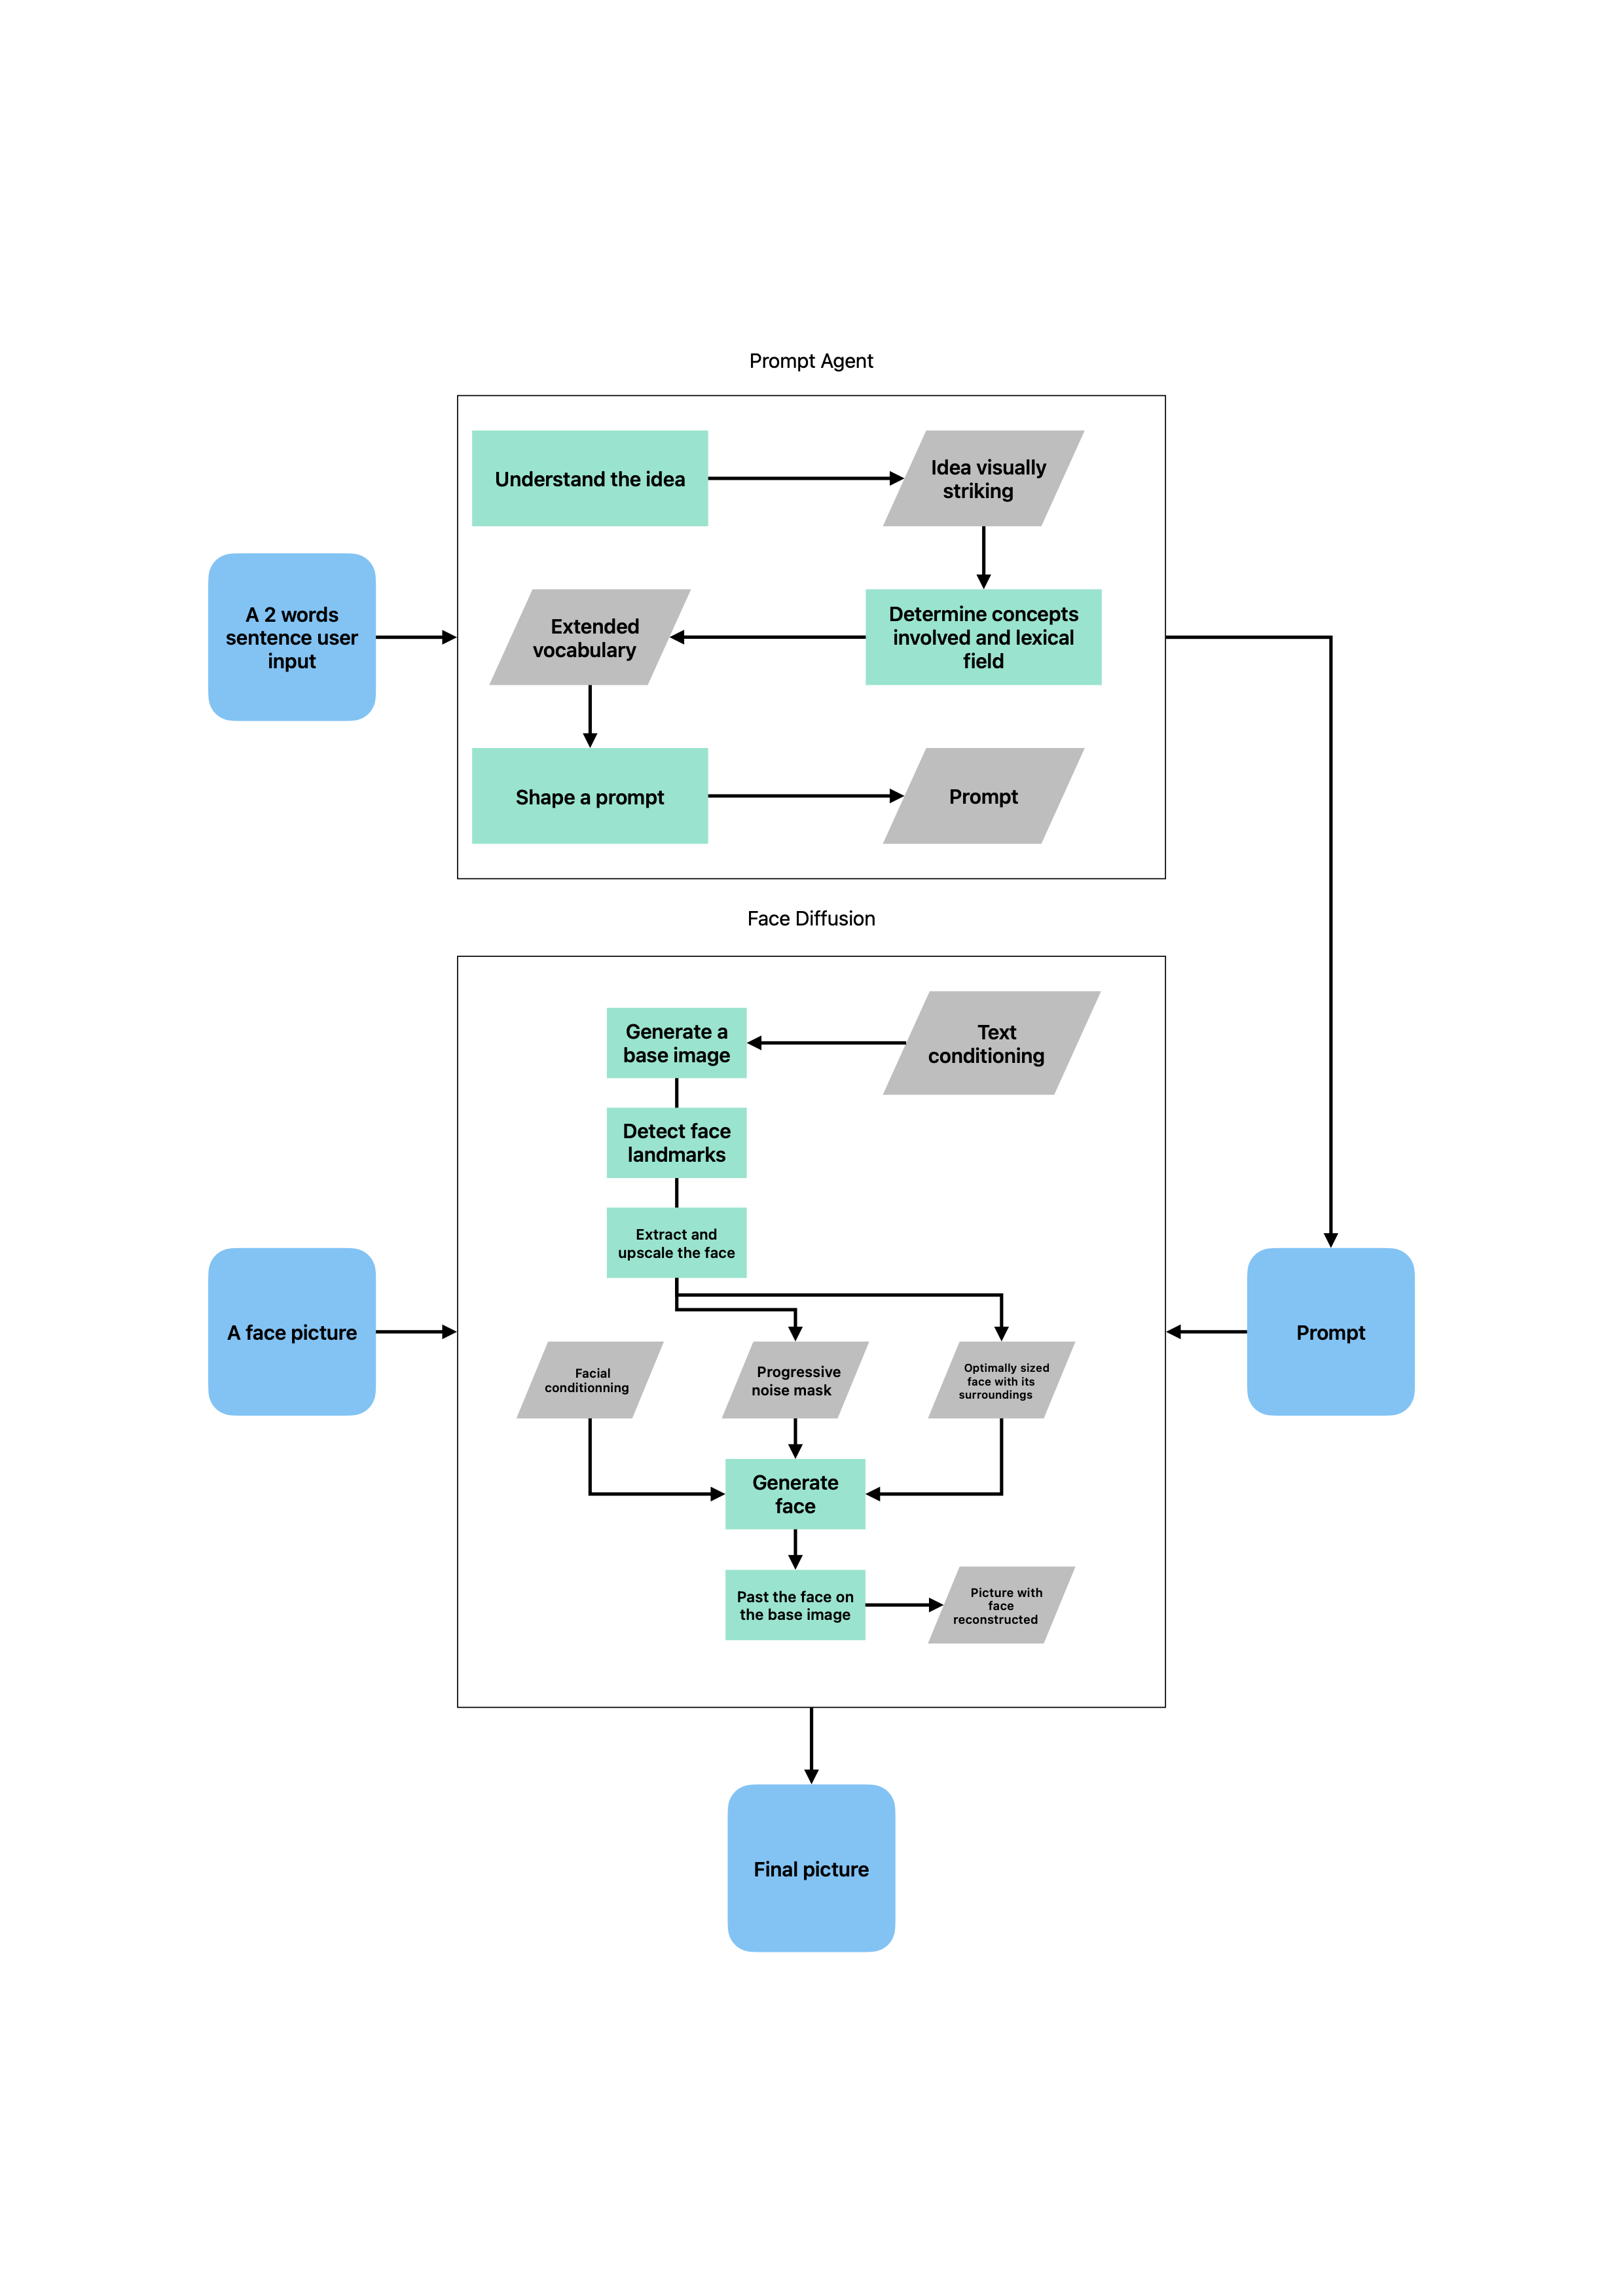 Prompt Agent
Understand the idea
Idea visually
striking
A 2 words
sentence user
input
Extended
vocabulary
Determine concepts
involved and lexical
field
Shape a prompt
Prompt
Face Diffusion
Generate a
base image
Text
conditioning
Detect face
landmarks
Extract and
upscale the face
A face picture
Prompt
Facial
conditionning
Progressive
noise mask
Optimally sized
face with its
surroundings
Generate
face
Past the face on
the base image
Picture with
face
reconstructed
Final picture